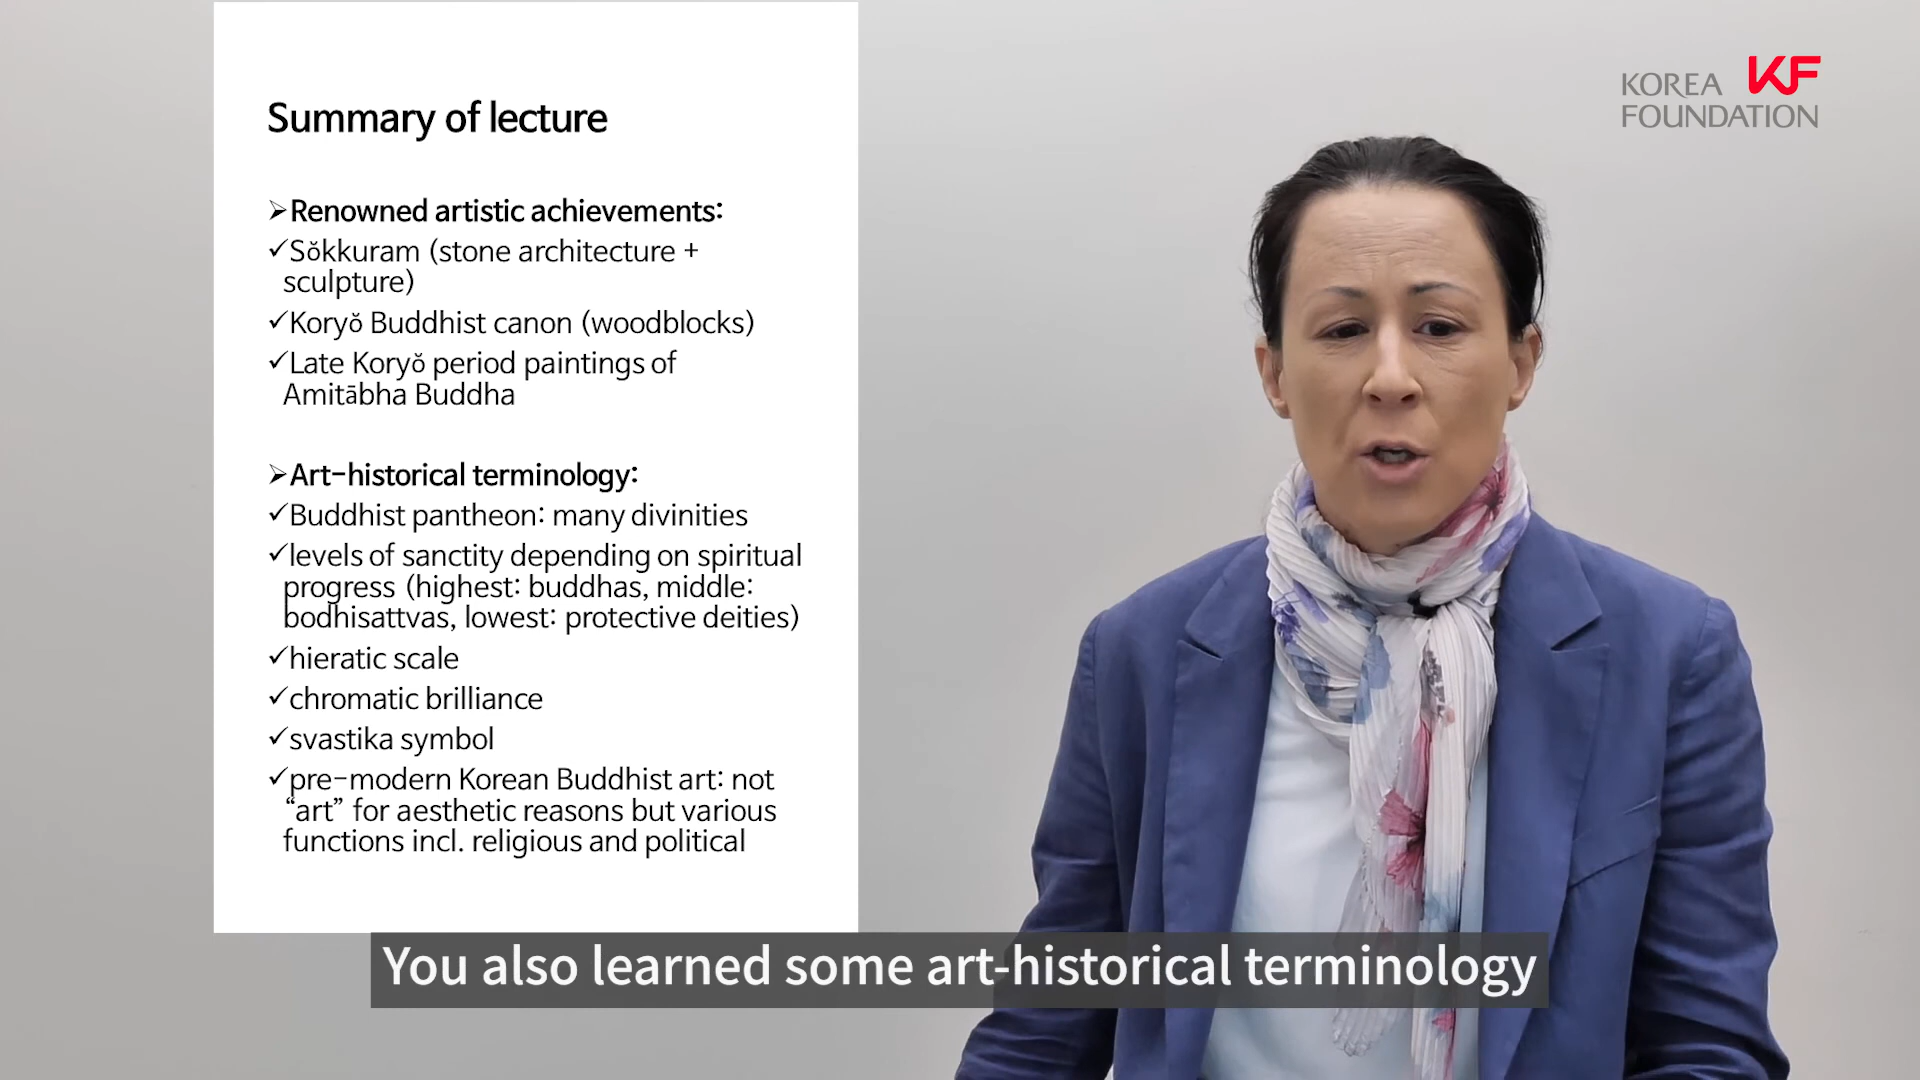 Summary of lecture
➢Renowned artistic achievements:
✓Sŏkkuram (stone architecture +
sculpture)
✓Koryŏ Buddhist canon (woodblocks)
✓Late Koryŏ period paintings of
Amitābha Buddha
➢Art-historical terminology:
✓Buddhist pantheon: many divinities
✓levels of sanctity depending on spiritual
progress (highest: buddhas, middle:
bodhisattvas, lowest: protective deities)
✓hieratic scale
✓chromatic brilliance
✓svastika symbol
✓pre-modern Korean Buddhist art: not
“art” for aesthetic reasons but various
functions incl. religious and political
KOREA KF
FOUNDATION
You also learned some art-historical terminology